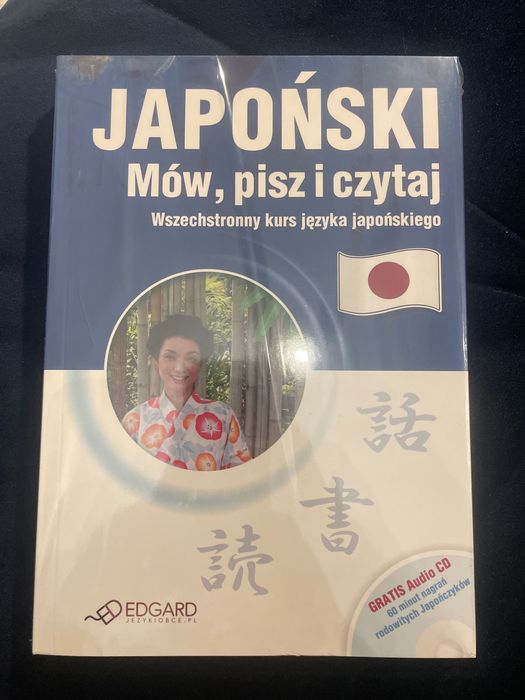 JAPOŃSKI
Mów, pisz i czytaj
Wszechstronny kurs języka japońskiego
話
書
読
GRATIS Audio CD
60 minut nagrań
rodowitych Japończyków
EDGARD
JEZYKIOBCE.PL